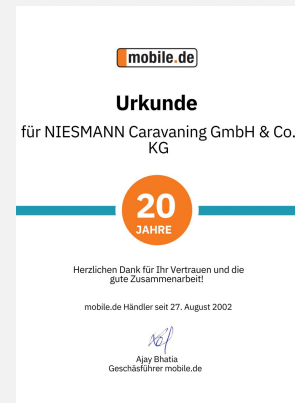 mobile.de
Urkunde
für NIESMANN Caravaning GmbH & Co.
KG
20
JAHRE
Herzlichen Dank für Ihr Vertrauen und die
gute Zusammenarbeit!
mobile.de Händler seit 27. August 2002
Ajay Bhatia
Geschäsführer mobile.de